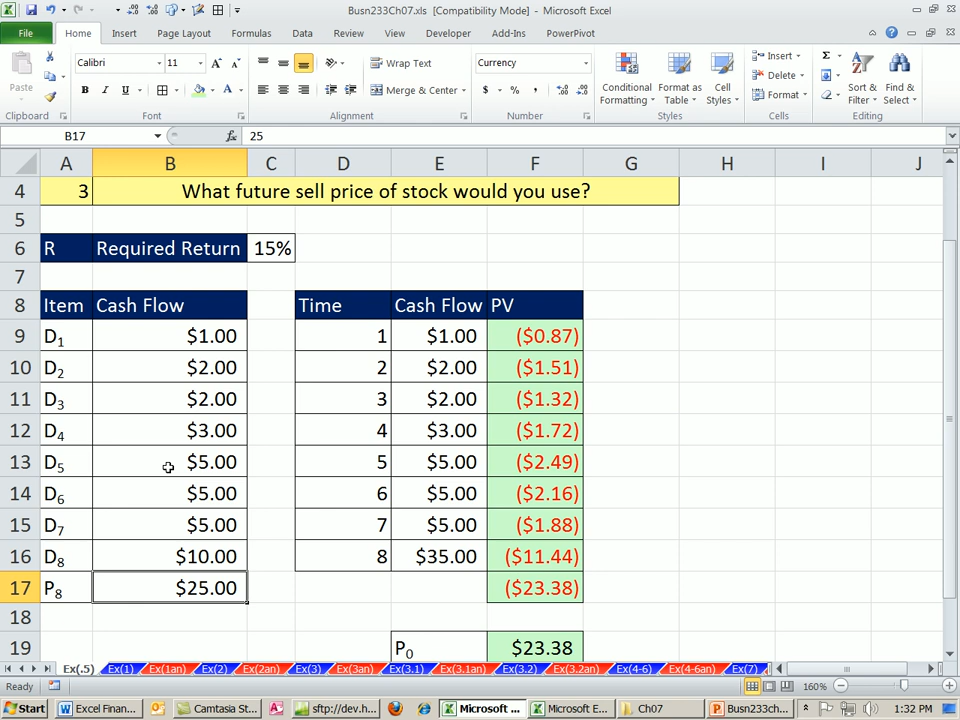 Busn233Ch07.xls [Compatibility Mode] - Microsoft Excel
File Home Insert Page Layout Formulas Data Review View Developer Add-Ins PowerPivot
Paste
Calibri 11
B I U
Wrap Text
Merge & Center
Currency
$ % ,
Conditional Formatting
Format as Table
Cell Styles
Insert
Delete
Format
Sort & Filter
Find & Select
Clipboard Font Alignment Number Styles Cells Editing
B17 fx 25
A B C D E F G H I J
4 3 What future sell price of stock would you use?
5
6 R Required Return 15%
7
8 Item Cash Flow Time Cash Flow PV
9 D1 $1.00 1 $1.00 ($0.87)
10 D2 $2.00 2 $2.00 ($1.51)
11 D3 $2.00 3 $2.00 ($1.32)
12 D4 $3.00 4 $3.00 ($1.72)
13 D5 $5.00 5 $5.00 ($2.49)
14 D6 $5.00 6 $5.00 ($2.16)
15 D7 $5.00 7 $5.00 ($1.88)
16 D8 $10.00 8 $35.00 ($11.44)
17 P8 $25.00 ($23.38)
18
19 P0 $23.38
Ex(.5) Ex(1) Ex(1an) Ex(2) Ex(2an) Ex(3) Ex(3an) Ex(3.1) Ex(3.1an) Ex(3.2) Ex(3.2an) Ex(4-6) Ex(4-6an) Ex(7)
Ready 160%
Start Excel Finan... Camtasia St... sftp://dev.h... Microsoft ... Microsoft E... Ch07 Busn233ch... 1:32 PM